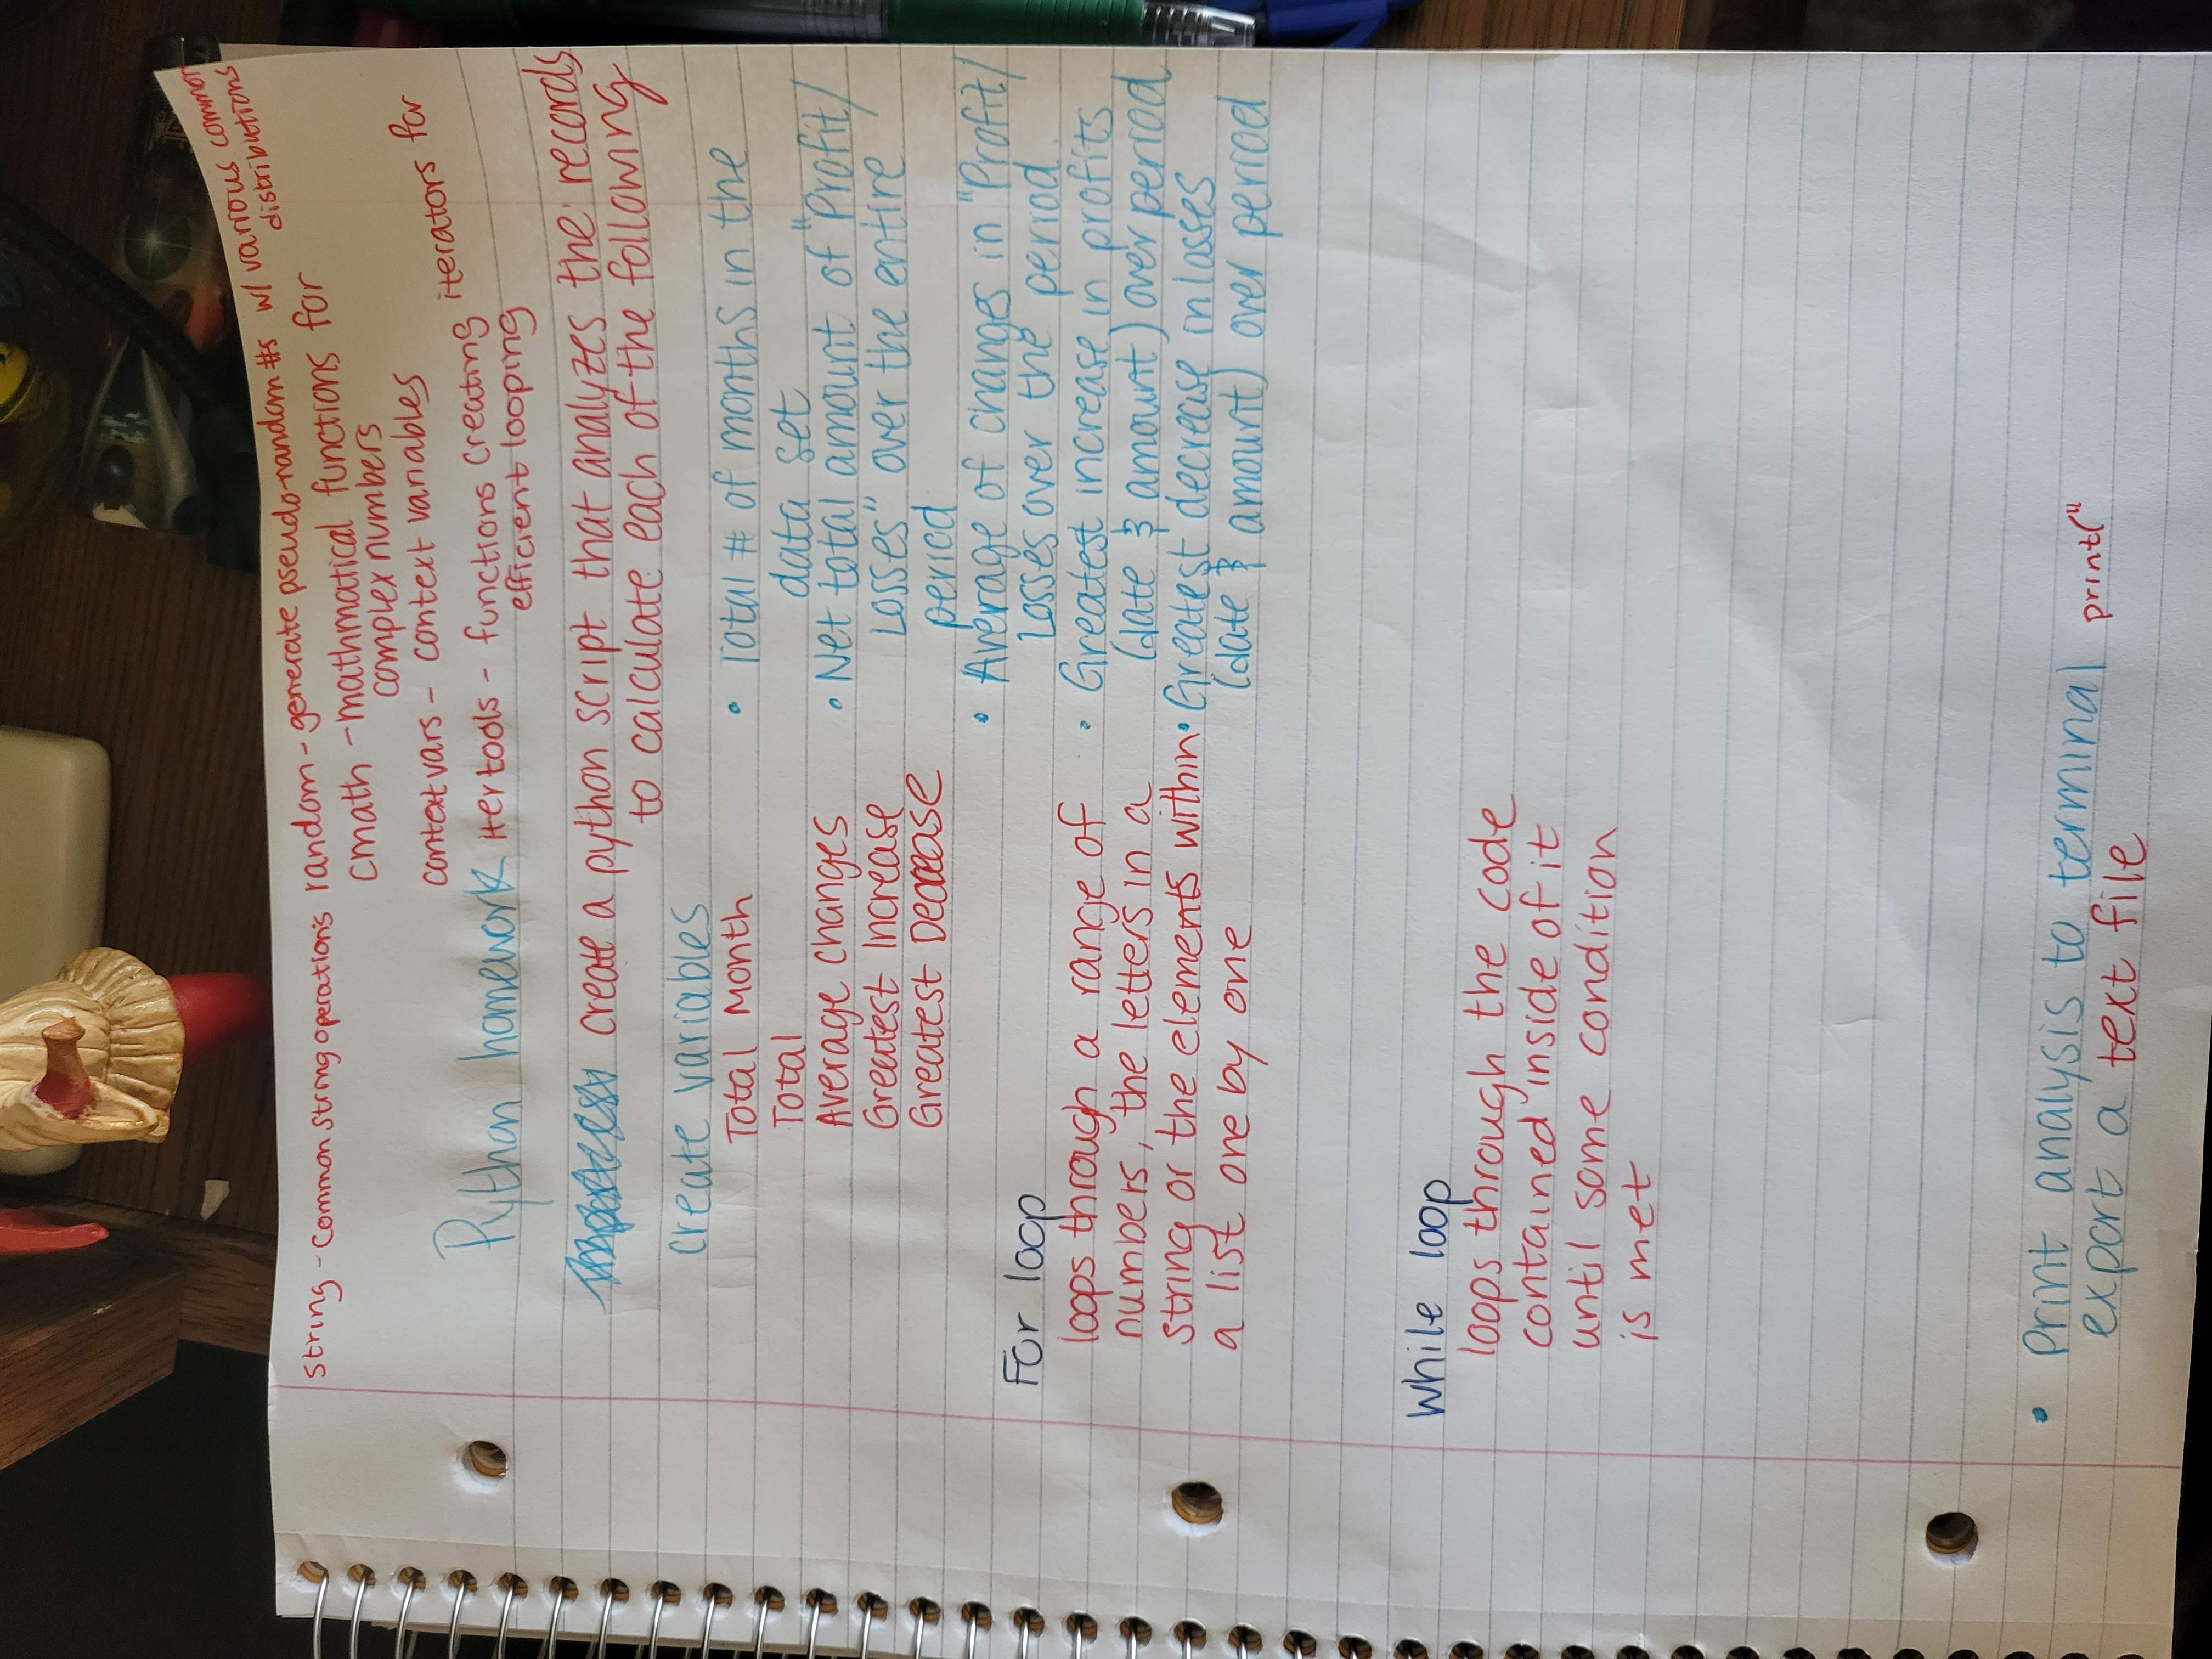 String - Common string operations random - generate pseudo-random #s w/ various common
distributions
cmath - mathmatical functions for
complex numbers
contextvars - context variables
Python homework itertools - functions creating iterators for
efficient looping
create a python script that analyzes the records
to calculate each of the following
create variables
Total Month
Total
Average Changes
Greatest Increase
Greatest Decrease
• Total # of months in the
data set
• Net total amount of "Profit/
Losses" over the entire
period
• Average of changes in "Profit/
Losses over the period.
• Greatest increase in profits
(date & amount) over period
• Greatest decrease in losses
(date & amount) over period
For loop
loops through a range of
numbers, the letters in a
string or the elements within
a list one by one
While loop
loops through the code
contained inside of it
until some condition
is met
• Print analysis to terminal print("
export a text file